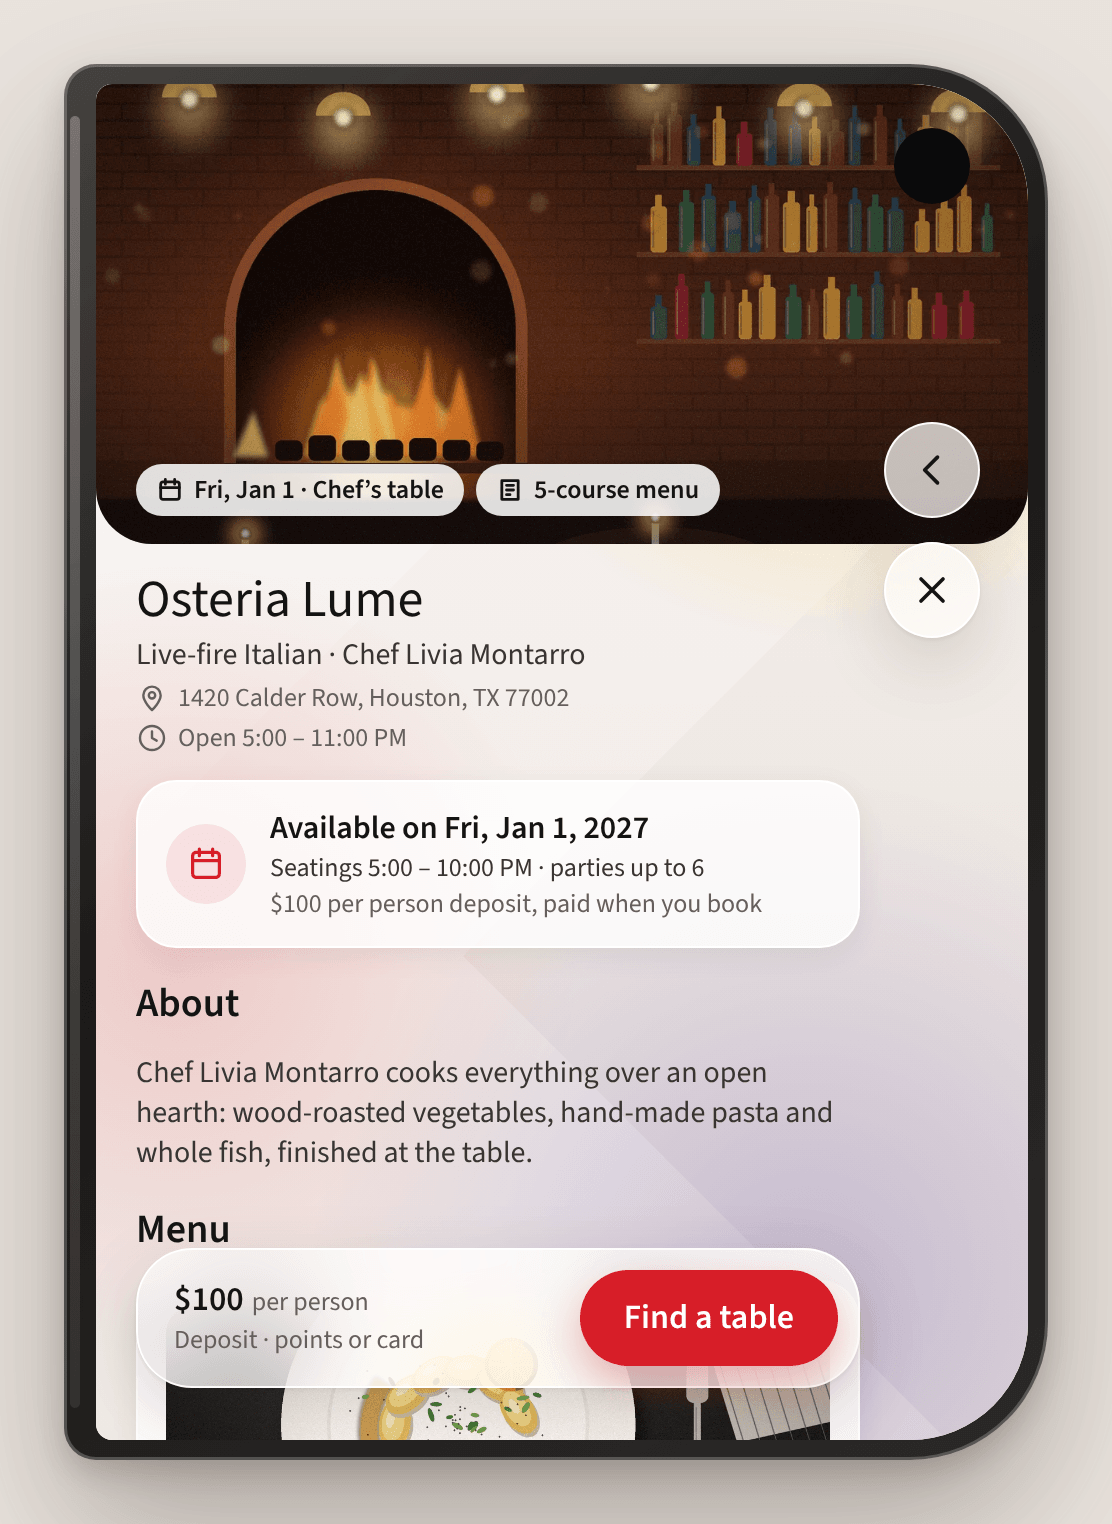 Fri, Jan 1 · Chef’s table
5-course menu
Osteria Lume
Live-fire Italian · Chef Livia Montarro
1420 Calder Row, Houston, TX 77002
Open 5:00 – 11:00 PM
Available on Fri, Jan 1, 2027
Seatings 5:00 – 10:00 PM · parties up to 6
$100 per person deposit, paid when you book
About
Chef Livia Montarro cooks everything over an open
hearth: wood-roasted vegetables, hand-made pasta and
whole fish, finished at the table.
Menu
$100 per person
Deposit · points or card
Find a table